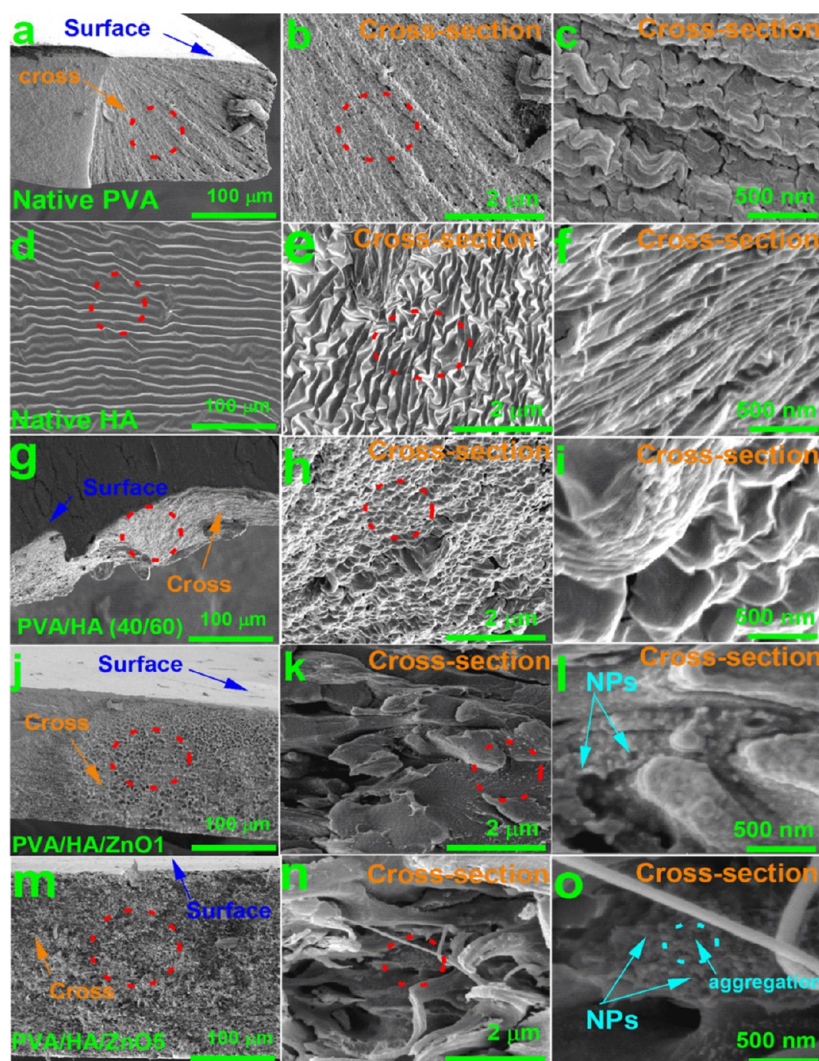 a
Surface
cross
Native PVA
100 μm
b
Cross-section
2 μm
c
Cross-section
500 nm
d
Native HA
100 μm
e
Cross-section
2 μm
f
Cross-section
500 nm
g
Surface
Cross
PVA/HA (40/60)
100 μm
h
Cross-section
2 μm
i
Cross-section
500 nm
j
Surface
Cross
PVA/HA/ZnO1
100 μm
k
Cross-section
2 μm
l
Cross-section
NPs
500 nm
m
Surface
Cross
PVA/HA/ZnO5
100 μm
n
Cross-section
2 μm
o
Cross-section
aggregation
NPs
500 nm